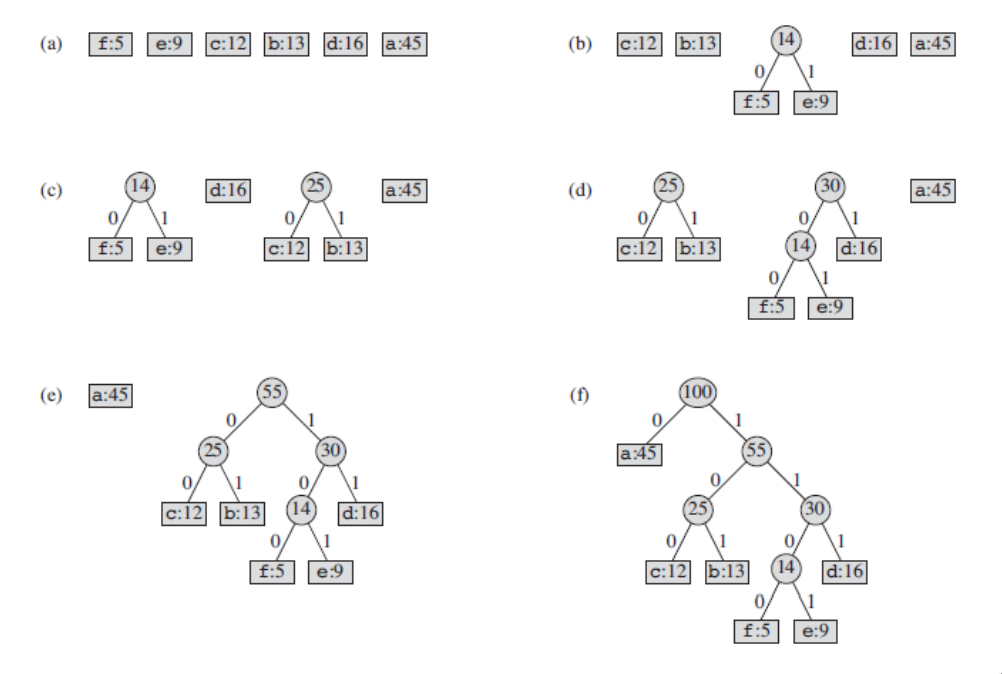 (a) f:5 e:9 c:12 b:13 d:16 a:45
(b) c:12 b:13 14 d:16 a:45
0 1
f:5 e:9
(c) 14 d:16 25 a:45
0 1 0 1
f:5 e:9 c:12 b:13
(d) 25 30 a:45
0 1 0 1
c:12 b:13 14 d:16
0 1
f:5 e:9
(e) a:45 55
0 1
25 30
0 1 0 1
c:12 b:13 14 d:16
0 1
f:5 e:9
(f) 100
0 1
a:45 55
0 1
25 30
0 1 0 1
c:12 b:13 14 d:16
0 1
f:5 e:9